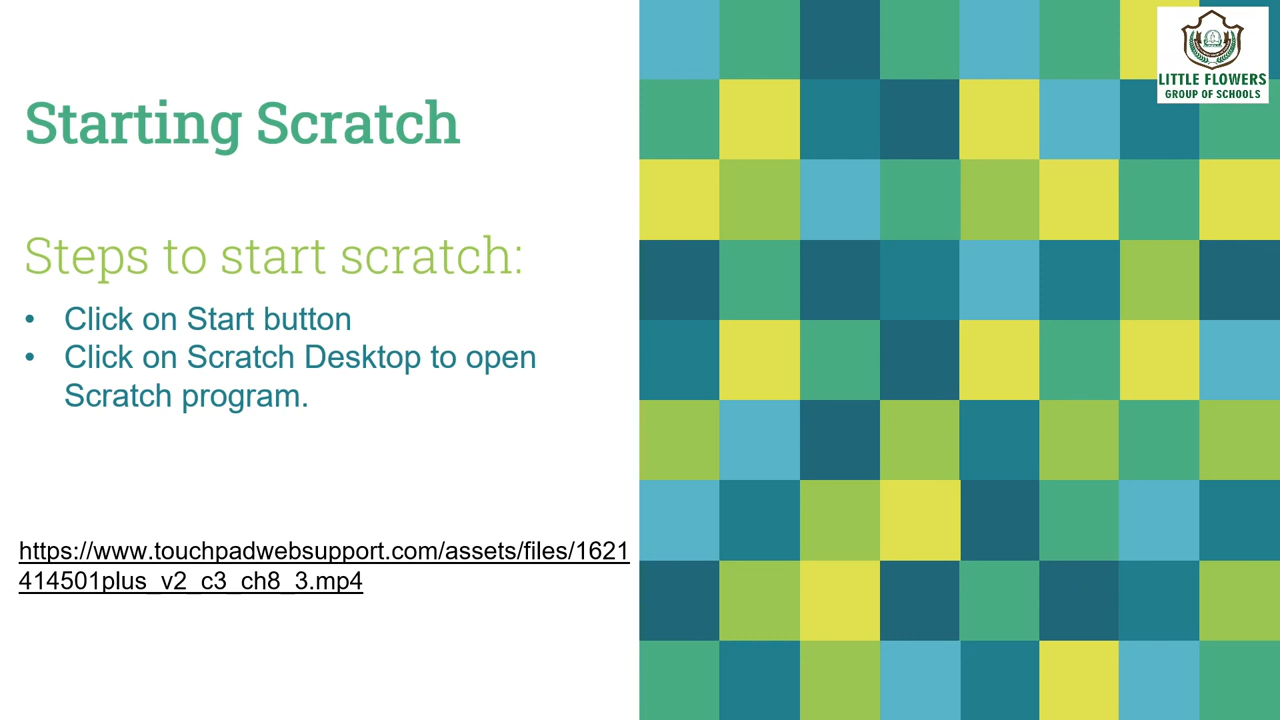 LITTLE FLOWERS
GROUP OF SCHOOLS
Starting Scratch
Steps to start scratch:
• Click on Start button
• Click on Scratch Desktop to open
Scratch program.
https://www.touchpadwebsupport.com/assets/files/1621
414501plus_v2_c3_ch8_3.mp4